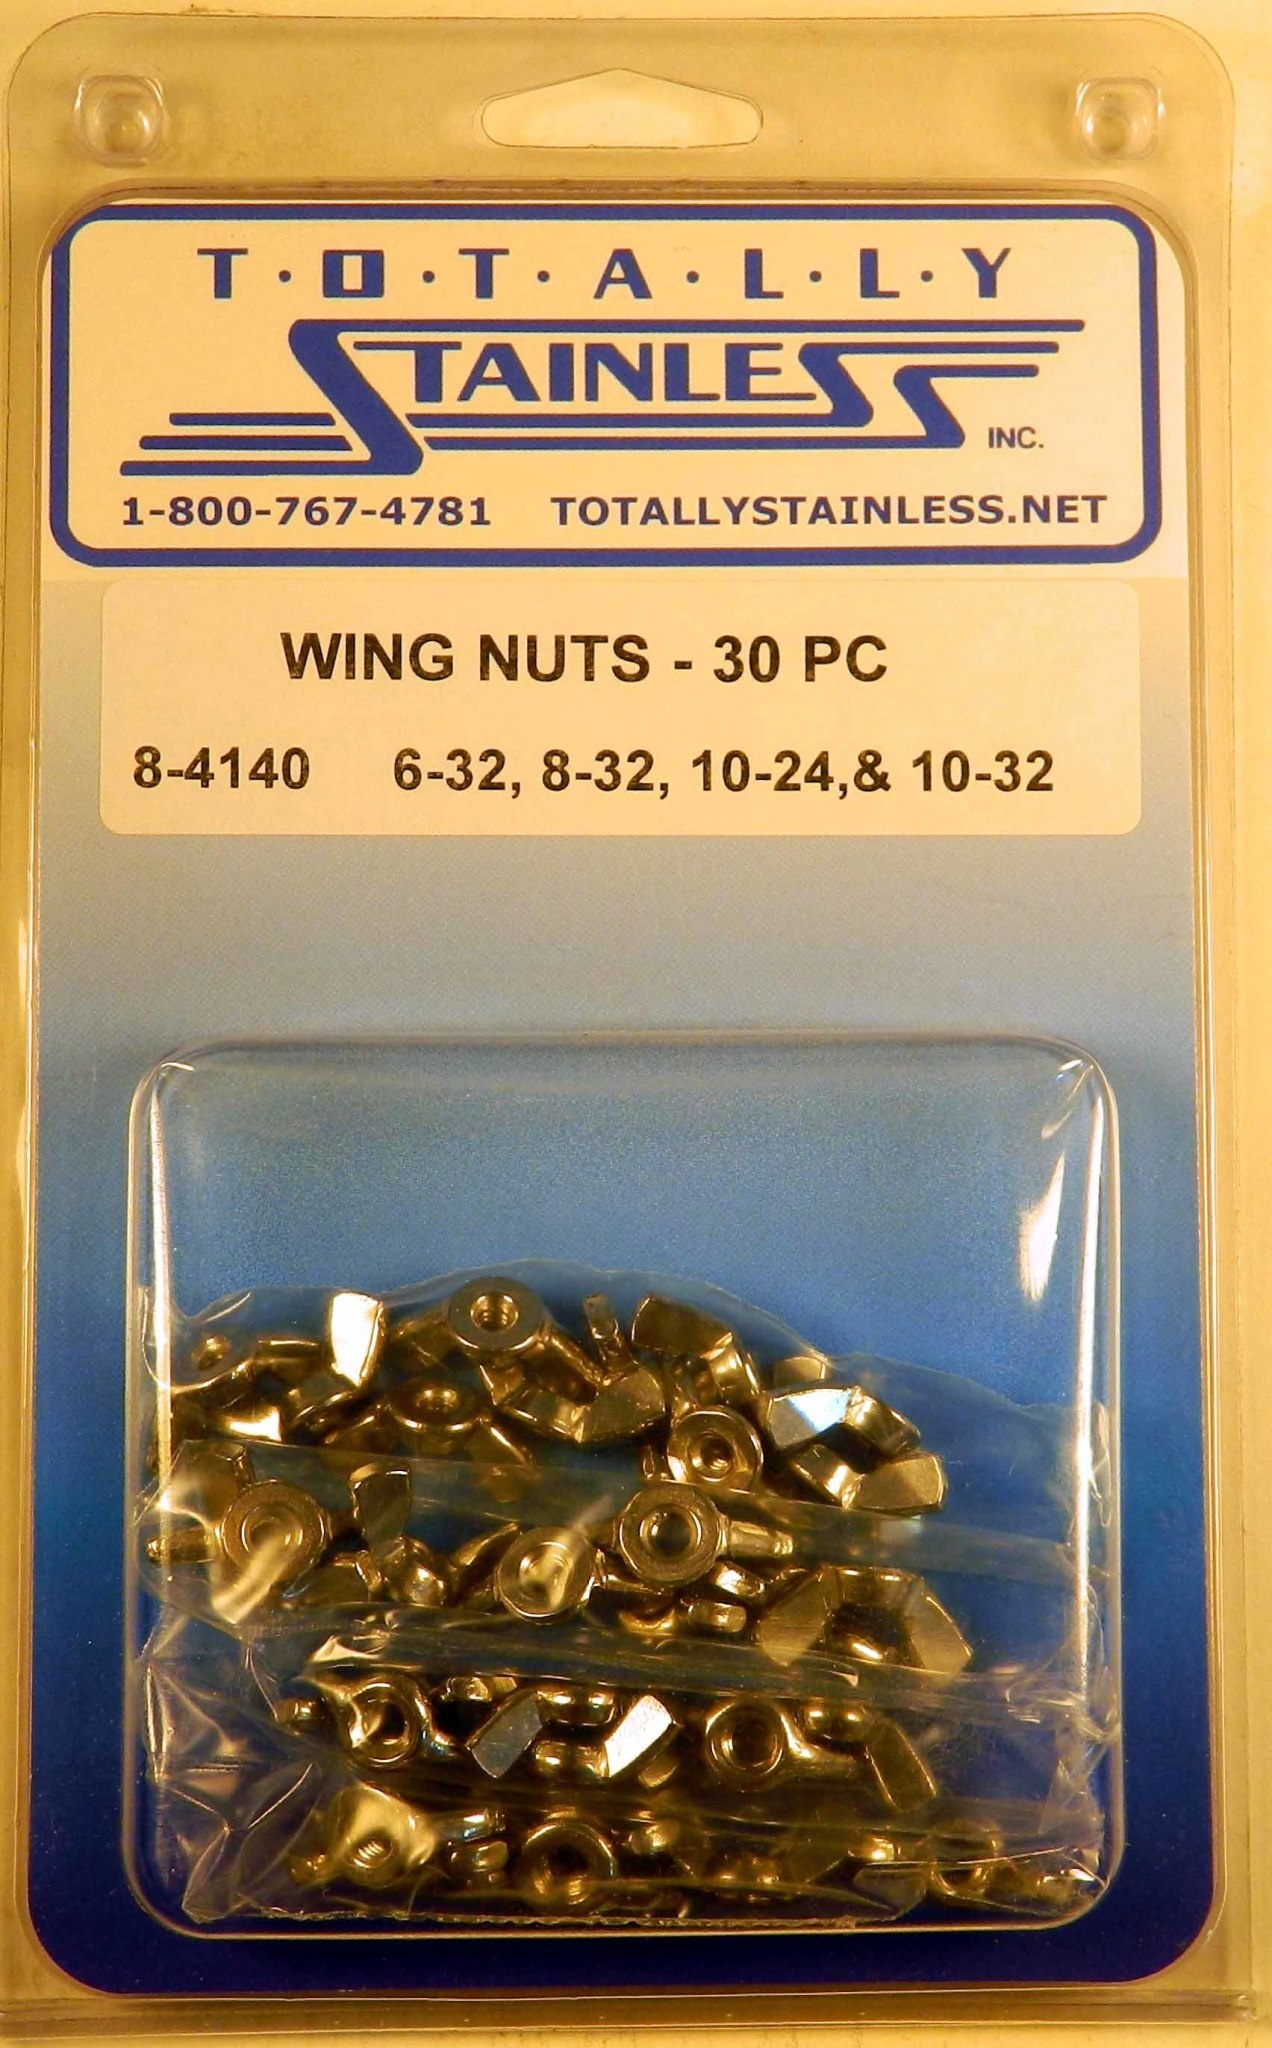 T·O·T·A·L·L·Y
STAINLESS
INC.
1-800-767-4781 TOTALLYSTAINLESS.NET
WING NUTS - 30 PC
8-4140 6-32, 8-32, 10-24,& 10-32